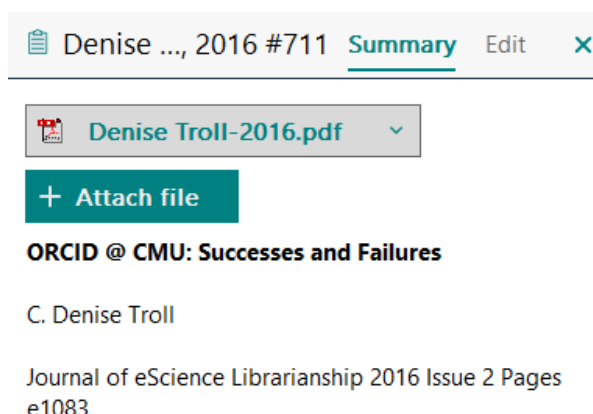 Denise ..., 2016 #711 Summary Edit
Denise Troll-2016.pdf
+ Attach file
ORCID @ CMU: Successes and Failures
C. Denise Troll
Journal of eScience Librarianship 2016 Issue 2 Pages
e1083